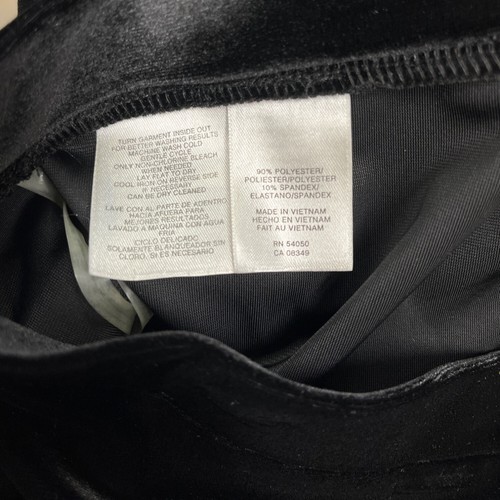 TURN GARMENT INSIDE OUT
FOR BETTER WASHING RESULTS
MACHINE WASH COLD
GENTLE CYCLE
ONLY NON-CHLORINE BLEACH
WHEN NEEDED
LAY FLAT TO DRY
COOL IRON ON REVERSE SIDE
IF NECESSARY
CAN BE DRY CLEANED
LAVE CON AL PARTE DE ADENTRO
HACIA AFUERA PARA
MEJORES RESULTADOS
LAVADO A MAQUINA CON AGUA
FRIA
CICLO DELICADO
SOLAMENTE BLANQUEADOR SIN
CLORO, SI ES NECESARIO
90% POLYESTER/
POLIESTER/POLYESTER
10% SPANDEX/
ELASTANO/SPANDEX
MADE IN VIETNAM
HECHO EN VIETNAM
FAIT AU VIETNAM
RN 54050
CA 08349